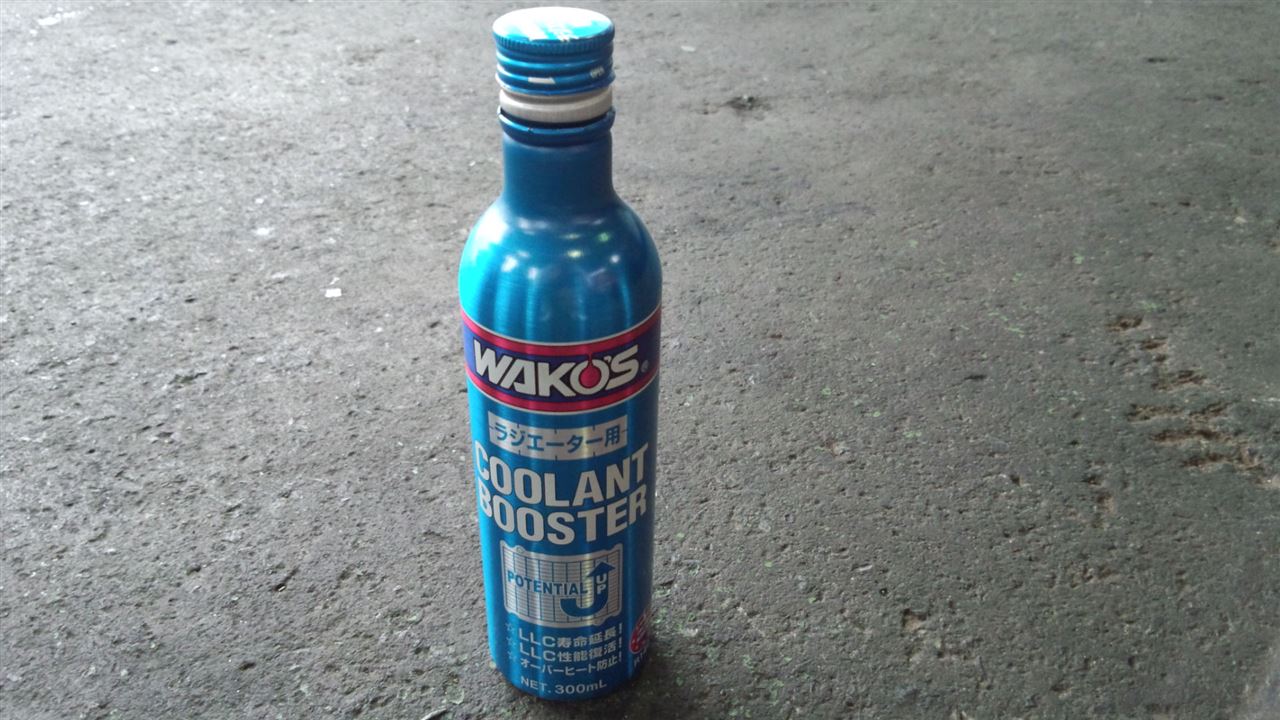 WAKO'S®
ラジエーター用
COOLANT
BOOSTER
POTENTIAL UP
☆LLC寿命延長!
☆LLC性能復活!
☆オーバーヒート防止!
NET. 300mL